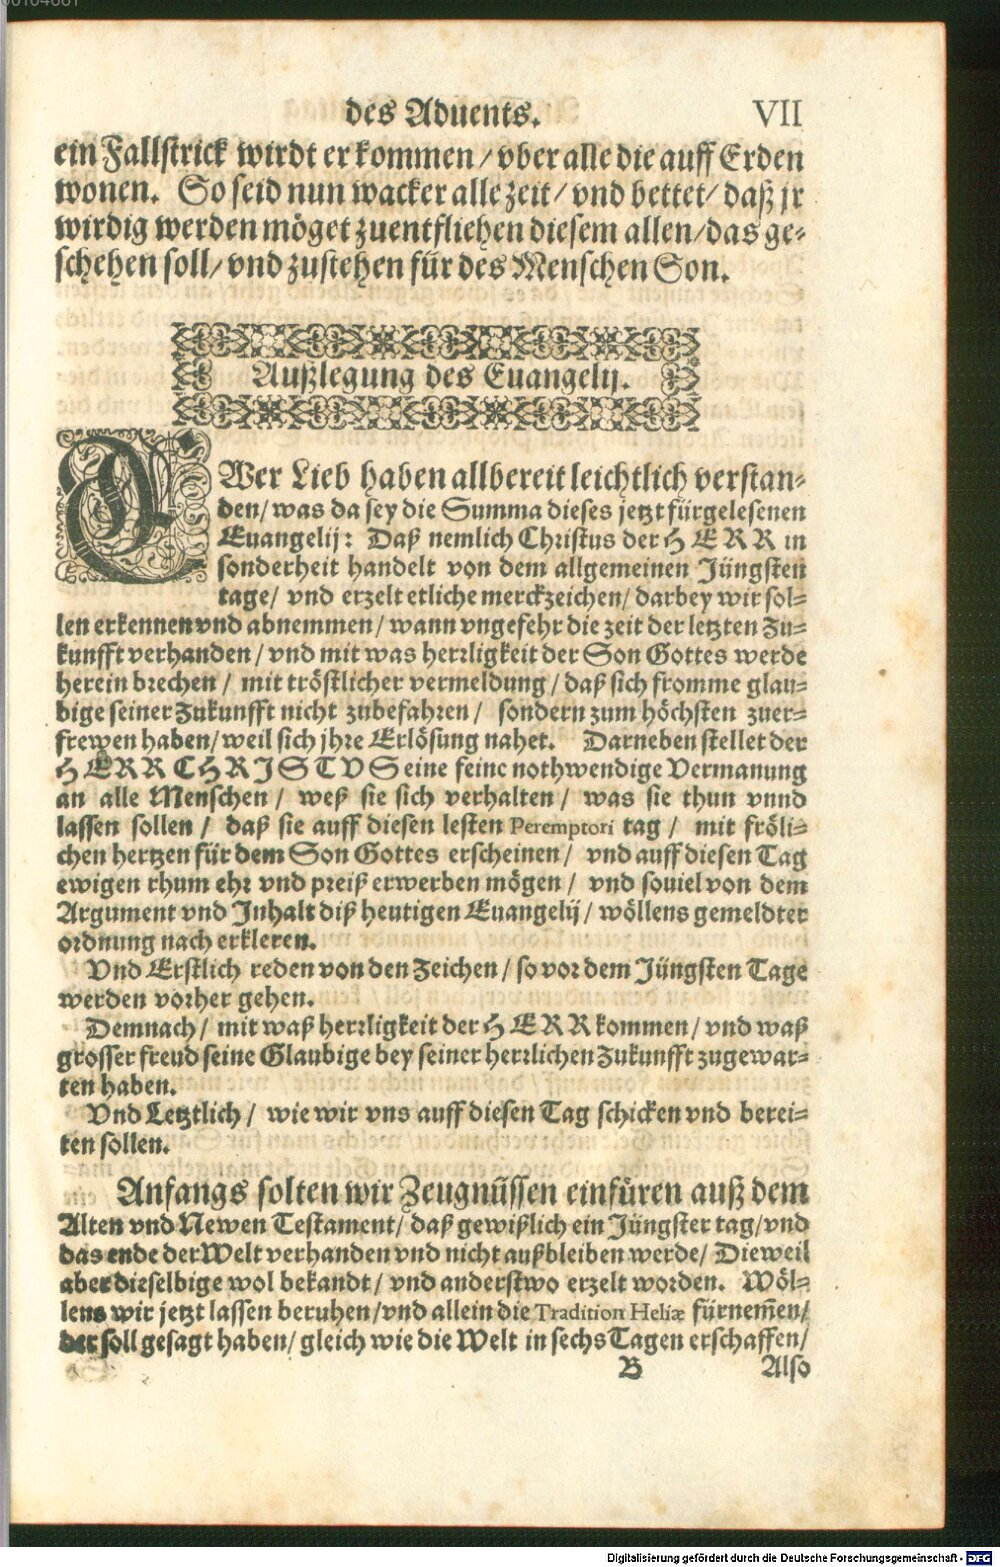 des Aduents. VII
ein Fallstrick wirdt er kommen / vber alle die auff Erden
wonen. So seid nun wacker alle zeit / vnd bettet / daß jr
wirdig werden möget zuentfliehen diesem allen / das ge-
schehen soll / vnd zustehen für des Menschen Son.
Außlegung des Euangelij.
EWer Lieb haben allbereit leichtlich verstan-
den / was da sey die Summa dieses jetzt fürgelesenen
Euangelij: Daß nemlich Christus der HERR in
sonderheit handelt von dem allgemeinen Jüngsten
tage / vnd erzelt etliche merckzeichen / darbey wir sol-
len erkennen vnd abnemmen / wann vngefehr die zeit der letzten Zu-
kunfft verhanden / vnd mit was herrligkeit der Son Gottes werde
herein brechen / mit tröstlicher vermeldung / daß sich fromme glau-
bige seiner Zukunfft nicht zubefahren / sondern zum höchsten zuer-
frewen haben / weil sich jhre Erlösung nahet. Darneben stellet der
HERR CHRISTVS eine feine nothwendige Vermanung
an alle Menschen / weß sie sich verhalten / was sie thun vnnd
lassen sollen / daß sie auff diesen lesten Peremptori tag / mit fröli-
chen hertzen für dem Son Gottes erscheinen / vnd auff diesen Tag
ewigen rhum ehr vnd preiß erwerben mögen / vnd souiel von dem
Argument vnd Inhalt diß heutigen Euangelij / wöllens gemeldter
ordnung nach erkleren.
Vnd Erstlich reden von den Zeichen / so vor dem Jüngsten Tage
werden vorher gehen.
Demnach / mit waß herrligkeit der HERR kommen / vnd waß
grosser freud seine Glaubige bey seiner herrlichen Zukunfft zugewar-
ten haben.
Vnd Letztlich / wie wir vns auff diesen Tag schicken vnd berei-
ten sollen.
Anfangs solten wir Zeugnüssen einfüren auß dem
Alten vnd Newen Testament / daß gewißlich ein Jüngster tag / vnd
das ende der Welt verhanden vnd nicht außbleiben werde / Dieweil
aber dieselbige wol bekandt / vnd anderstwo erzelt worden. Wöl-
lens wir jetzt lassen beruhen / vnd allein die Tradition Heliæ fürnem̃en /
der soll gesagt haben / gleich wie die Welt in sechs Tagen erschaffen /
B Also
Digitalisierung gefördert durch die Deutsche Forschungsgemeinschaft - DFG